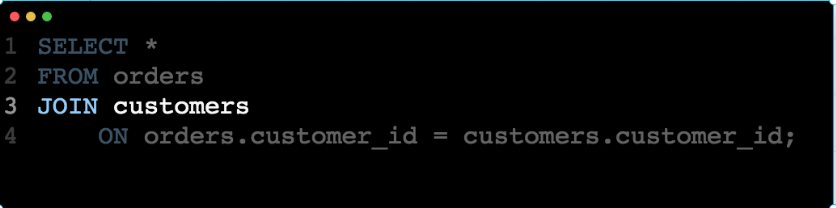 1 SELECT *
2 FROM orders
3 JOIN customers
4     ON orders.customer_id = customers.customer_id;